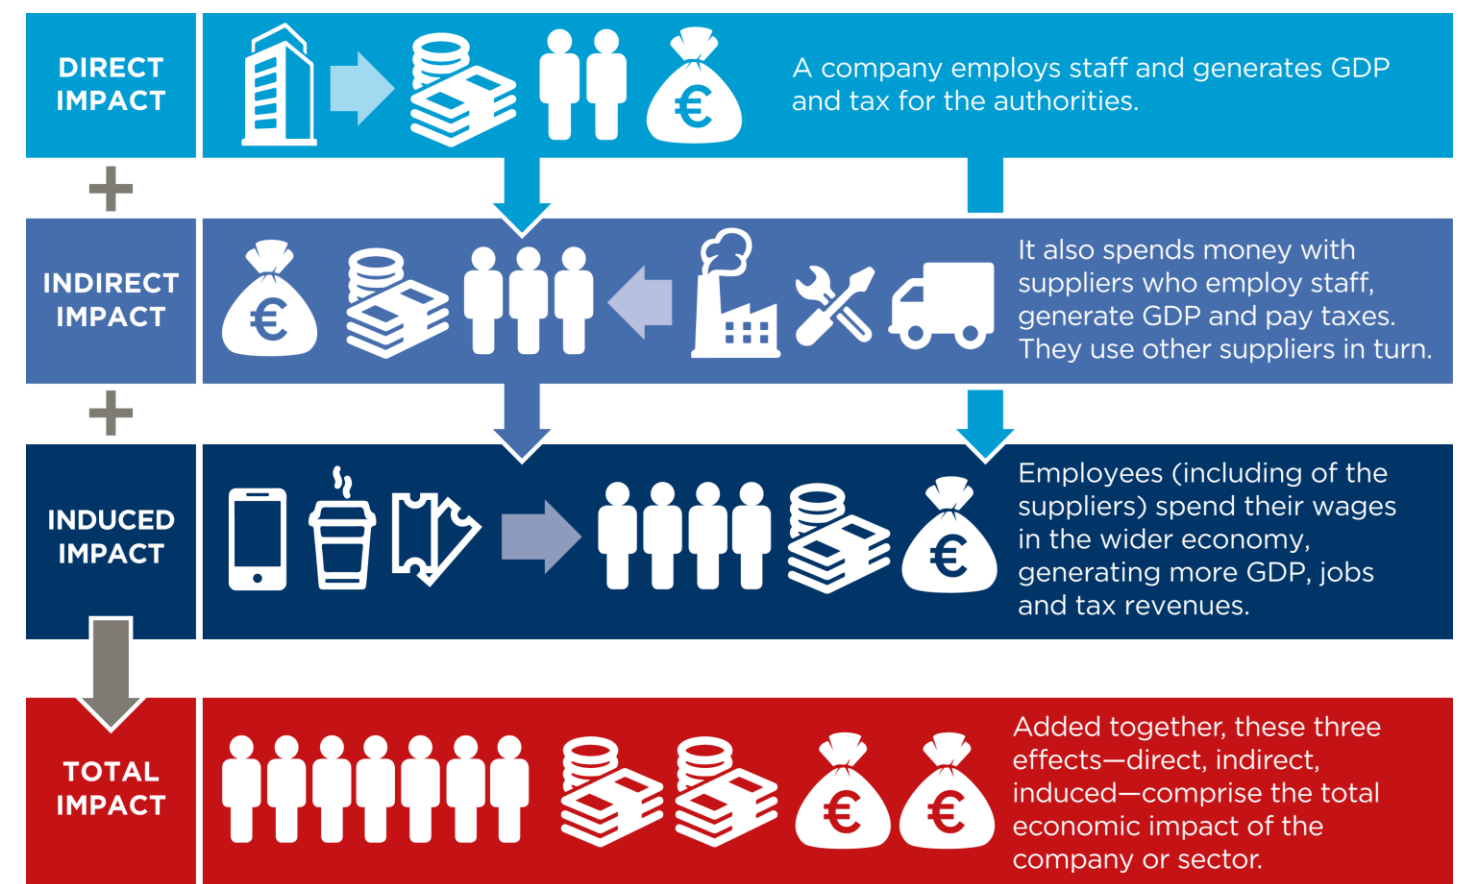 DIRECT
IMPACT
€
A company employs staff and generates GDP
and tax for the authorities.
+
INDIRECT
IMPACT
€
It also spends money with
suppliers who employ staff,
generate GDP and pay taxes.
They use other suppliers in turn.
+
INDUCED
IMPACT
€
Employees (including of the
suppliers) spend their wages
in the wider economy,
generating more GDP, jobs
and tax revenues.
TOTAL
IMPACT
€
€
Added together, these three
effects—direct, indirect,
induced—comprise the total
economic impact of the
company or sector.